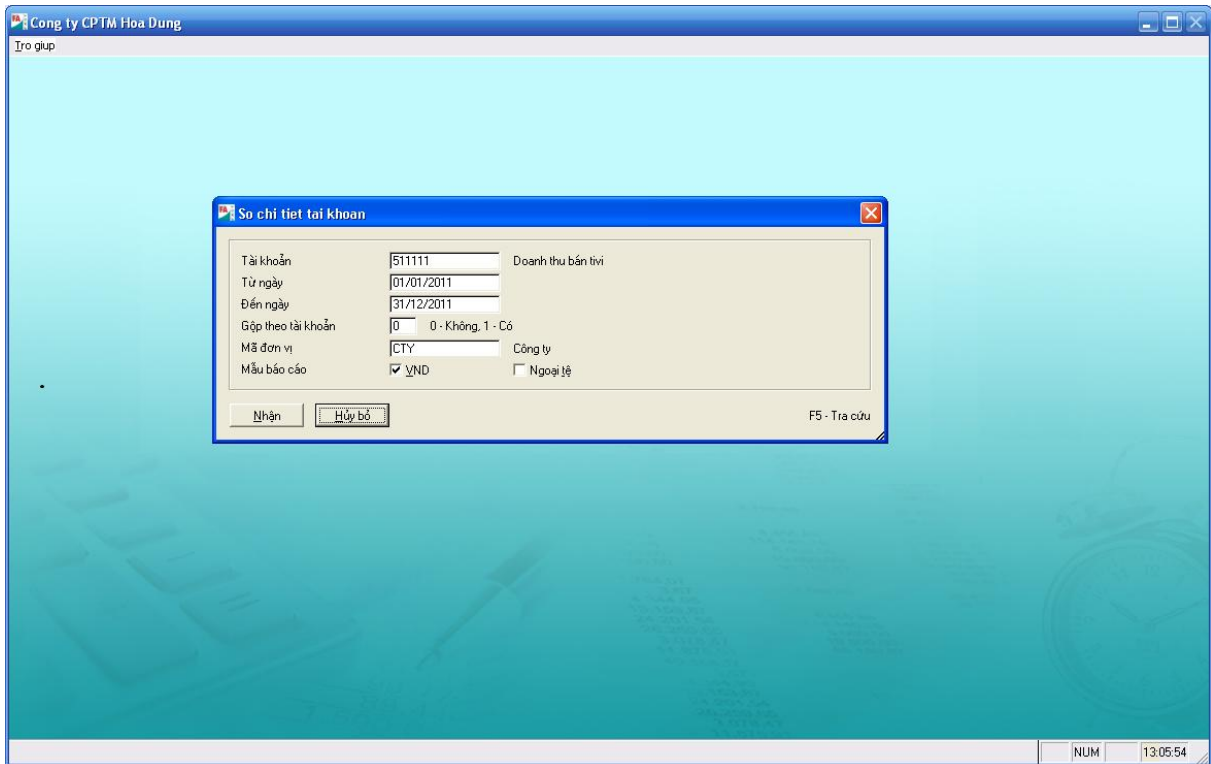 Cong ty CPTM Hoa Dung
Tro giup
So chi tiet tai khoan
Tài khoản 511111 Doanh thu bán tivi
Từ ngày 01/01/2011
Đến ngày 31/12/2011
Gộp theo tài khoản 0 0 - Không, 1 - Có
Mã đơn vị CTY Công ty
Mẫu báo cáo VND Ngoại tệ
Nhận Hủy bỏ F5 - Tra cứu
NUM 13:05:54